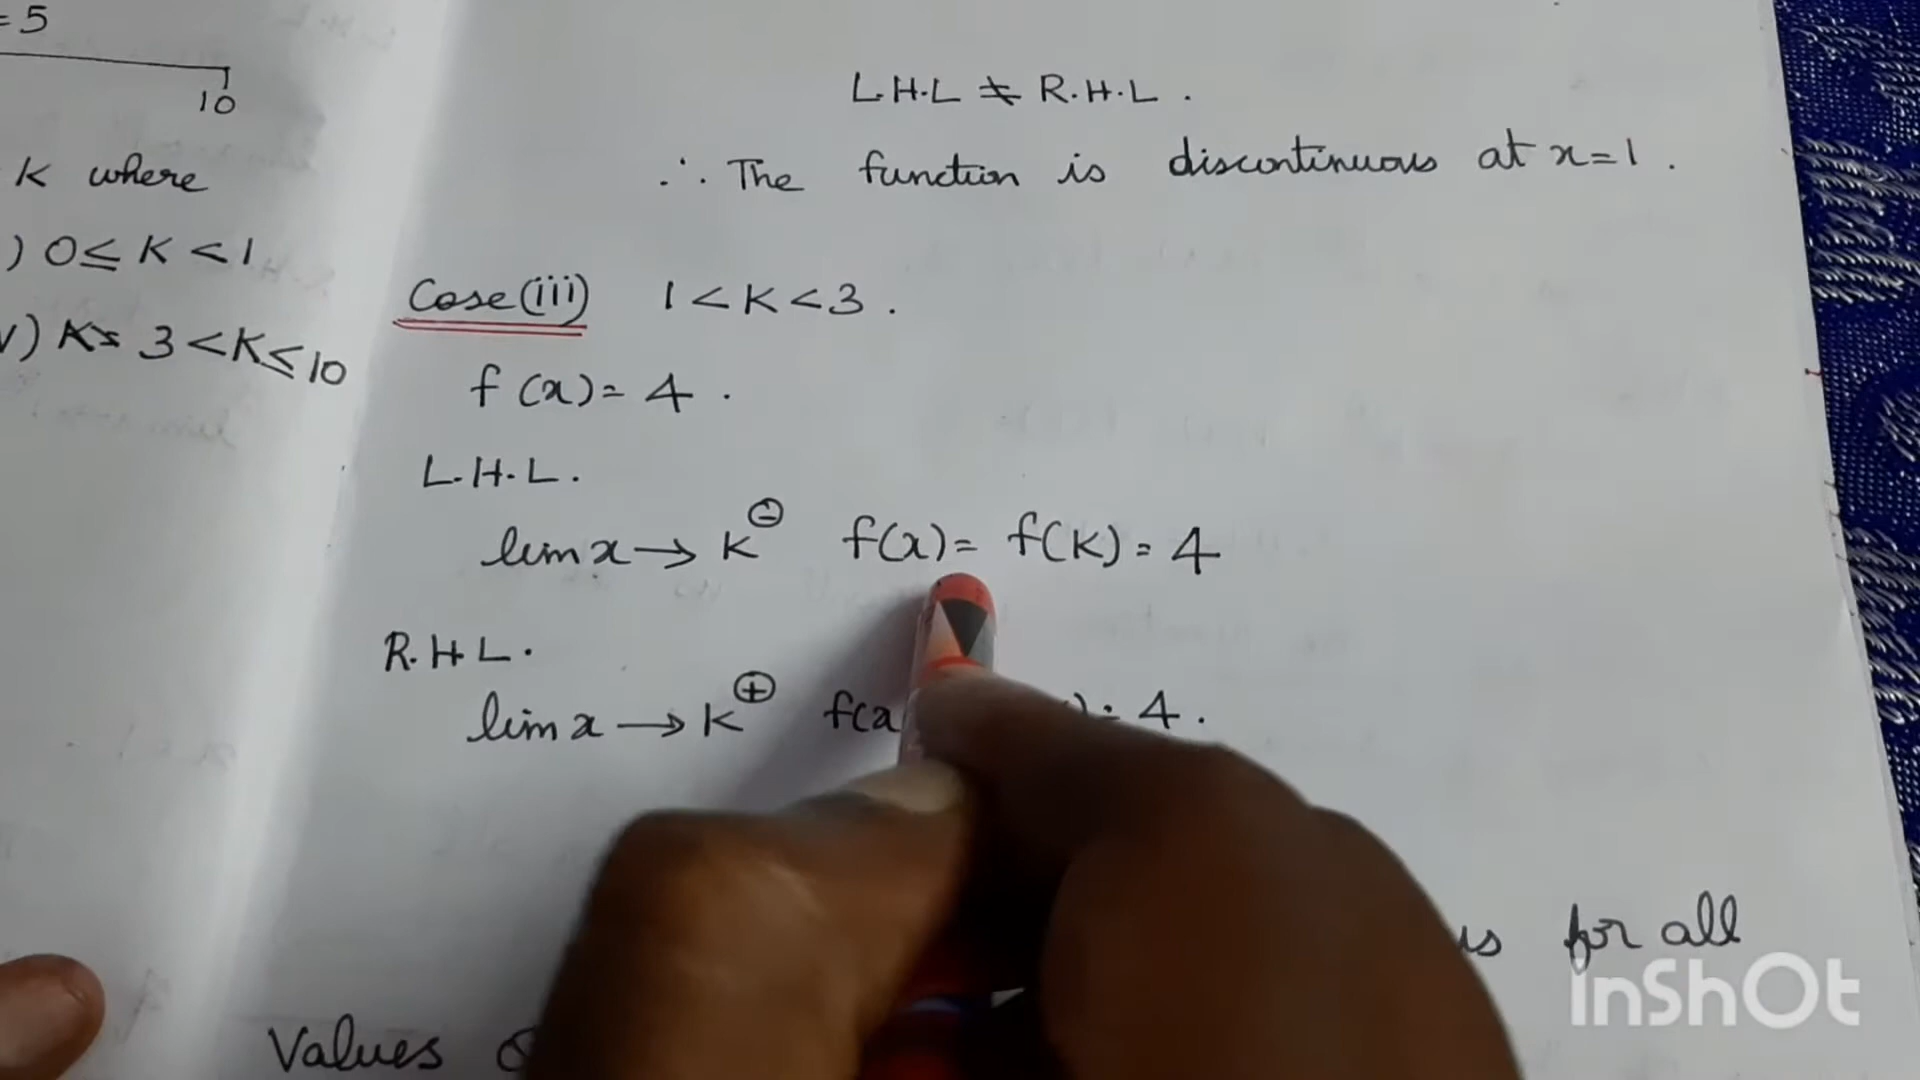 = 5
10
K where
) 0 ≤ K < 1
v) K= 3 < K ≤ 10
L.H.L ≠ R.H.L .
∴ The function is discontinuous at x=1 .
Case(iii) 1 < K < 3 .
f(x)= 4 .
L.H.L.
lim x → K⊖ f(x)= f(K)= 4
R.H.L.
lim x → K⊕ f(x ): 4 .
for all
Values
InShOt